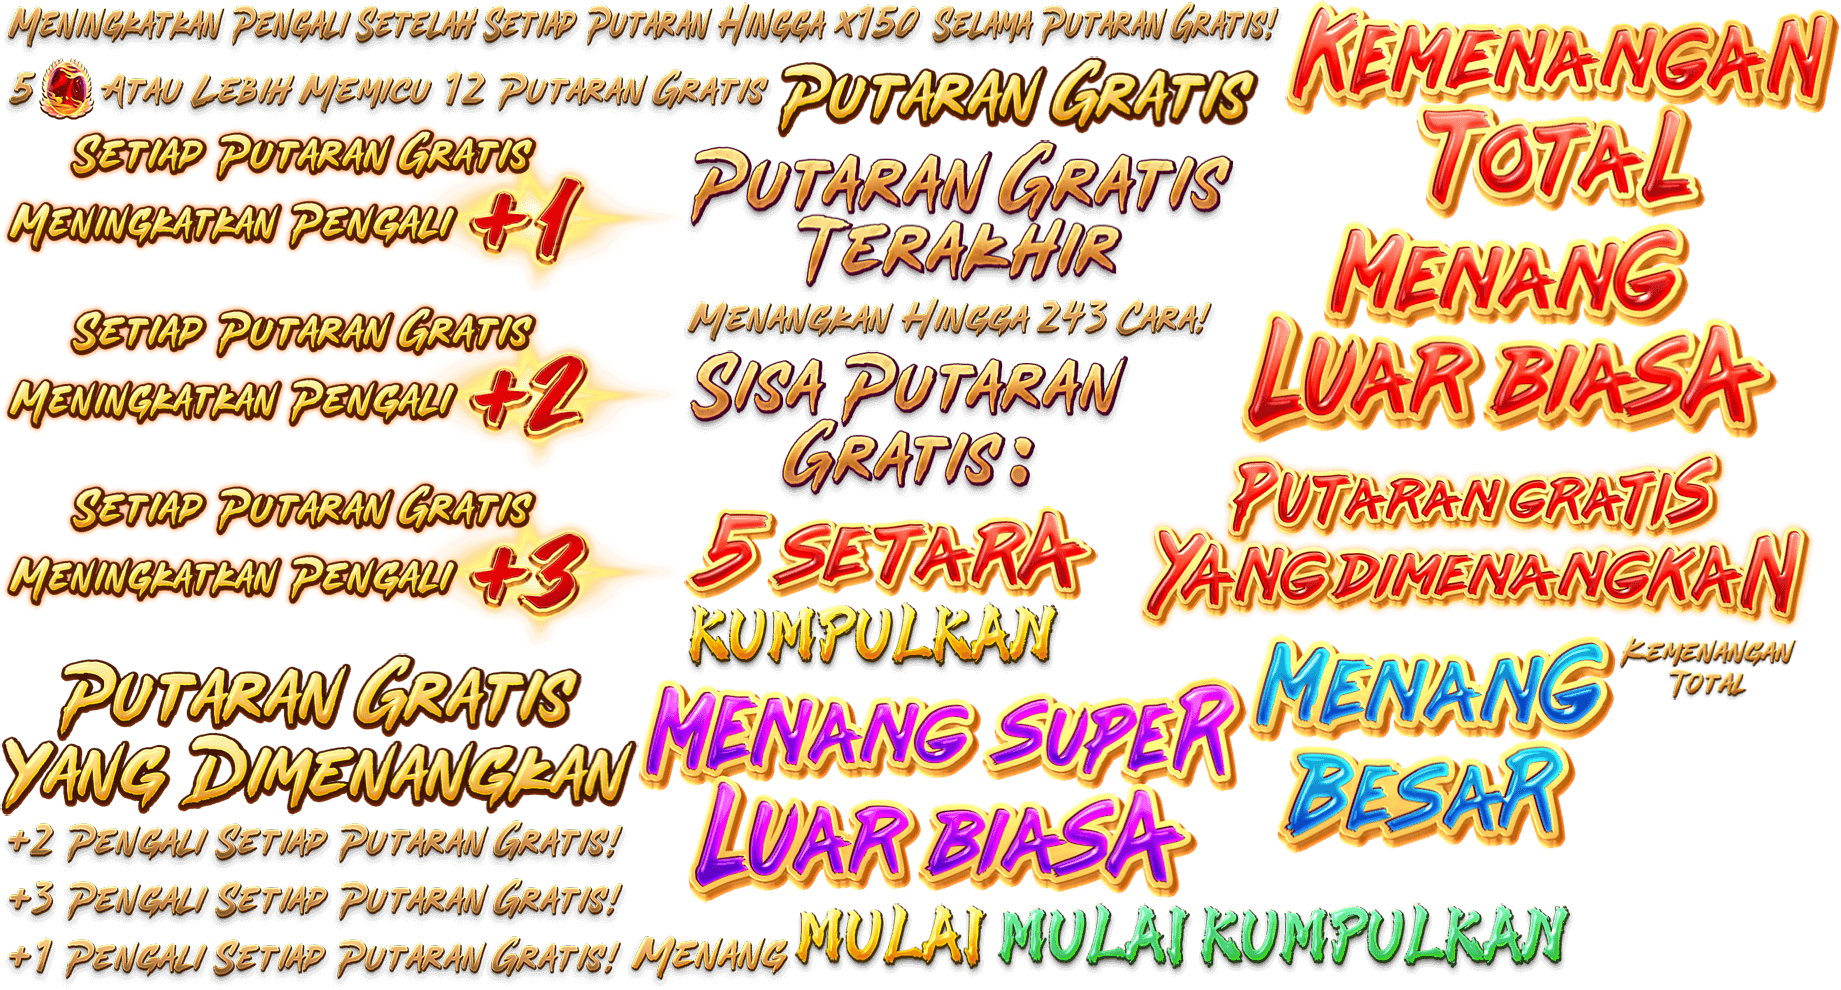 Meningkatkan Pengali Setelah Setiap Putaran Hingga x150 Selama Putaran Gratis!
5 Atau Lebih Memicu 12 Putaran Gratis
Setiap Putaran Gratis
Meningkatkan Pengali +1
Setiap Putaran Gratis
Meningkatkan Pengali +2
Setiap Putaran Gratis
Meningkatkan Pengali +3
Putaran Gratis
Yang Dimenangkan
+2 Pengali Setiap Putaran Gratis!
+3 Pengali Setiap Putaran Gratis!
+1 Pengali Setiap Putaran Gratis!
Menang
Putaran Gratis
Putaran Gratis
Terakhir
Menangkan Hingga 243 Cara!
Sisa Putaran
Gratis:
5 SETARA
KUMPULKAN
MENANG SUPER
LUAR BIASA
MULAI
MULAI
KUMPULKAN
KEMENANGAN
TOTAL
MENANG
LUAR BIASA
PUTARAN GRATIS
YANG DIMENANGKAN
MENANG
BESAR
Kemenangan
Total